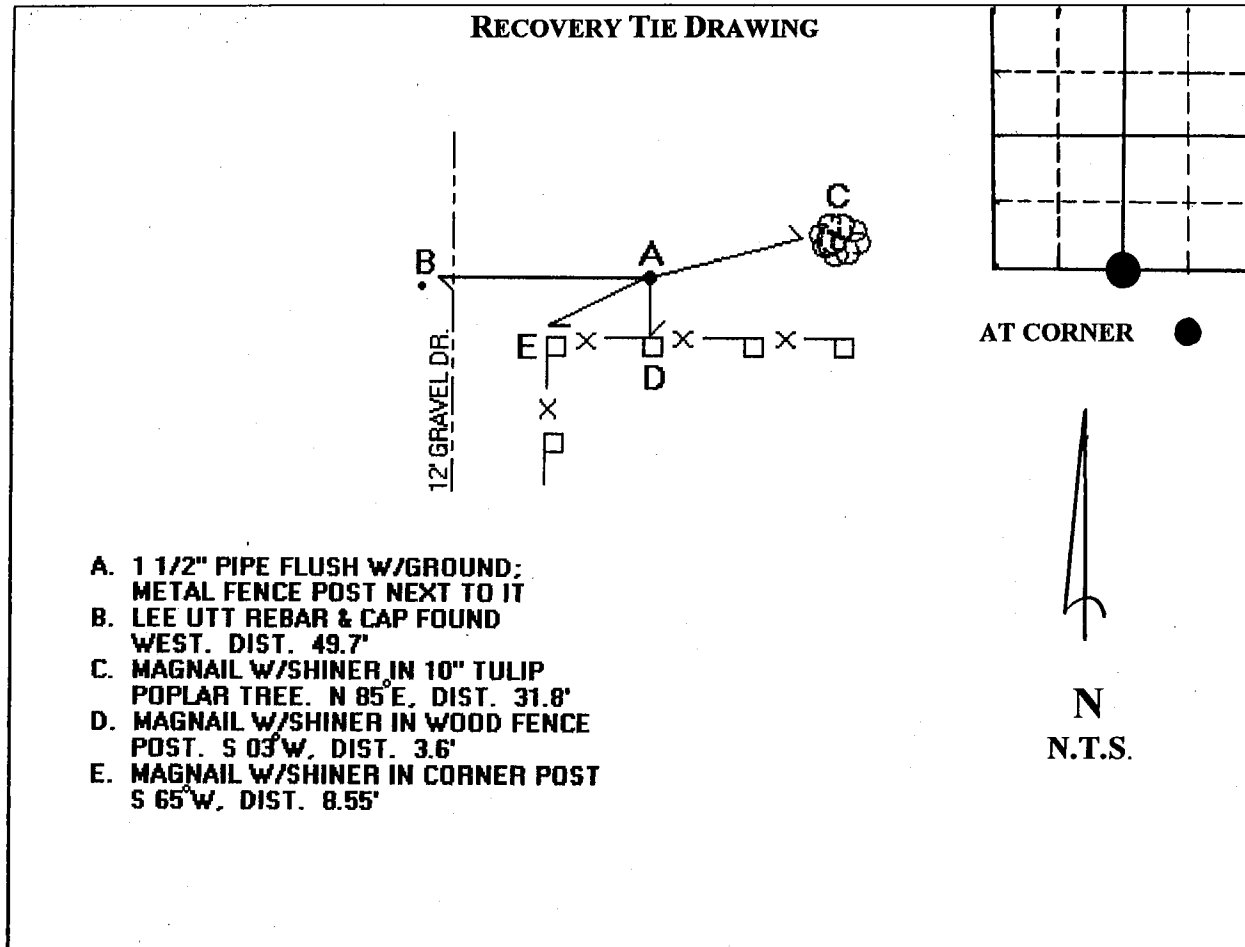 RECOVERY TIE DRAWING
C
B
A
AT CORNER
E
X
X
X
D
12' GRAVEL DR.
X
A. 1 1/2" PIPE FLUSH W/GROUND;
METAL FENCE POST NEXT TO IT
B. LEE UTT REBAR & CAP FOUND
WEST. DIST. 49.7'
C. MAGNAIL W/SHINER IN 10" TULIP
POPLAR TREE. N 85°E, DIST. 31.8'
D. MAGNAIL W/SHINER IN WOOD FENCE
POST. S 03°W, DIST. 3.6'
E. MAGNAIL W/SHINER IN CORNER POST
S 65°W, DIST. 8.55'
N
N.T.S.